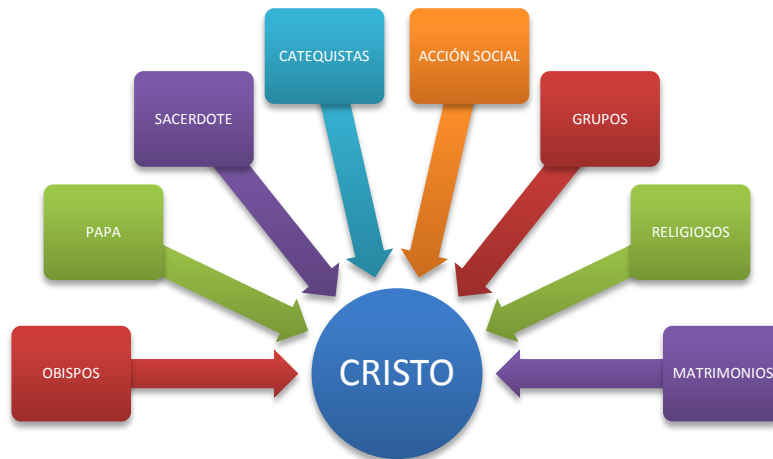 CATEQUISTAS
ACCIÓN SOCIAL
SACERDOTE
GRUPOS
PAPA
RELIGIOSOS
OBISPOS
CRISTO
MATRIMONIOS